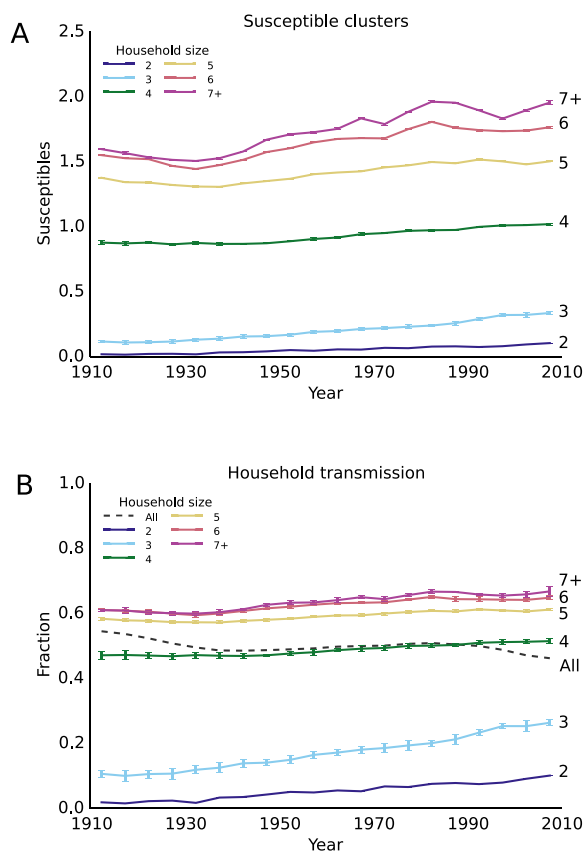 A
Susceptible clusters
Household size
2
3
4
5
6
7+
2.5
2.0
1.5
1.0
0.5
0.0
Susceptibles
7+
6
5
4
3
2
1910 1930 1950 1970 1990 2010
Year
B
Household transmission
Household size
All
2
3
4
5
6
7+
1.0
0.8
0.6
0.4
0.2
0.0
Fraction
7+
6
5
4
All
3
2
1910 1930 1950 1970 1990 2010
Year